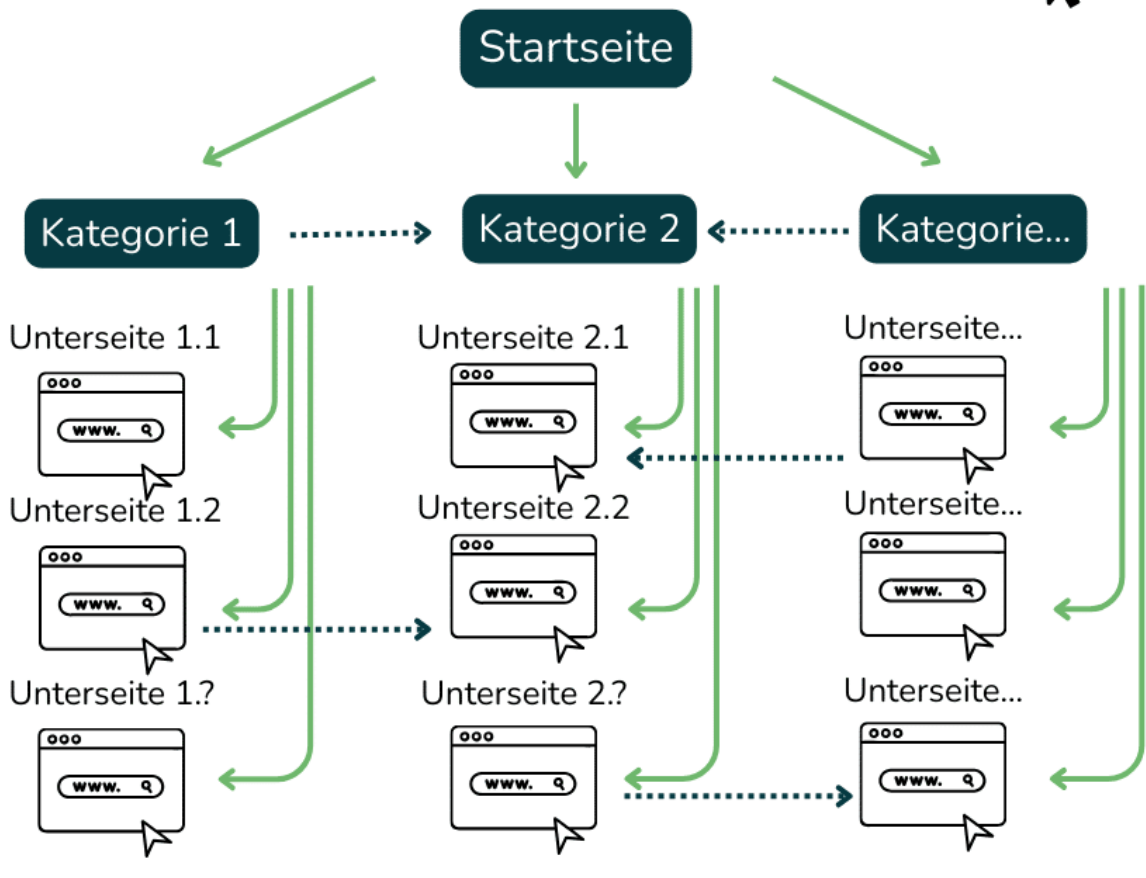 Startseite
Kategorie 1
Kategorie 2
Kategorie...
Unterseite 1.1
Unterseite 2.1
Unterseite...
www.
www.
www.
Unterseite 1.2
Unterseite 2.2
Unterseite...
www.
www.
www.
Unterseite 1.?
Unterseite 2.?
Unterseite...
www.
www.
www.